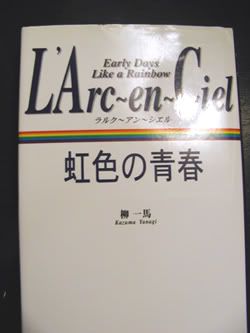 Early Days
Like a Rainbow
L'Arc~en~Ciel
ラルク~アン~シエル
虹色の青春
柳 一馬
Kazuma Yanagi